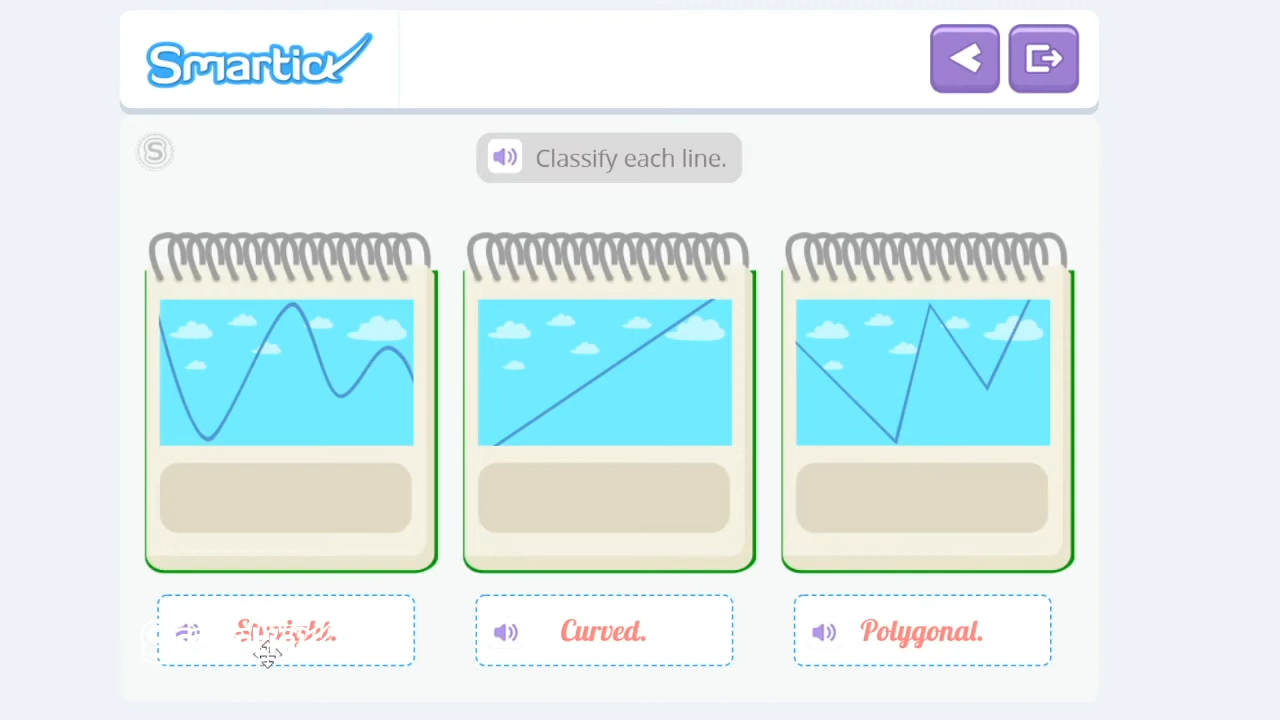 Smartick
S
Classify each line.
Curved.
Polygonal.